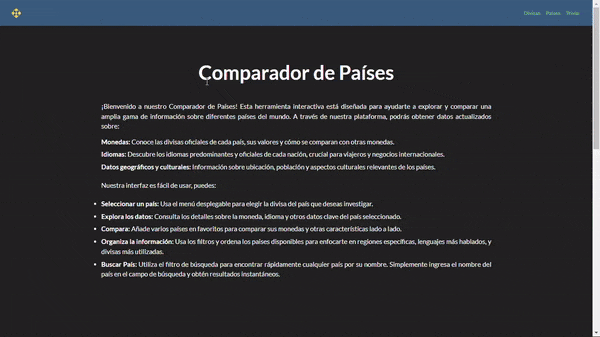 Divisas Países Inicio
Comparador de Países
¡Bienvenido a nuestro Comparador de Países! Esta herramienta interactiva está diseñada para ayudarte a explorar y comparar una
amplia gama de información sobre diferentes países del mundo. A través de nuestra plataforma, podrás obtener datos actualizados
sobre:
Monedas: Conoce las divisas oficiales de cada país, sus valores y cómo se comparan con otras monedas.
Idiomas: Descubre los idiomas predominantes y oficiales de cada nación, crucial para viajeros y negocios internacionales.
Datos geográficos y culturales: Información sobre ubicación, población y aspectos culturales relevantes de los países.
Nuestra interfaz es fácil de usar, puedes:
• Seleccionar un país: Usa el menú desplegable para elegir la divisa del país que deseas investigar.
• Explora los datos: Consulta los detalles sobre la moneda, idioma y otros datos clave del país seleccionado.
• Compara: Añade varios países en favoritos para comparar sus monedas y otras características lado a lado.
• Organiza la información: Usa los filtros y ordena los países disponibles para enfocarte en regiones específicas, lenguajes más hablados, y
divisas más utilizadas.
• Buscar País: Utiliza el filtro de búsqueda para encontrar rápidamente cualquier país por su nombre. Simplemente ingresa el nombre del
país en el campo de búsqueda y obtén resultados instantáneos.